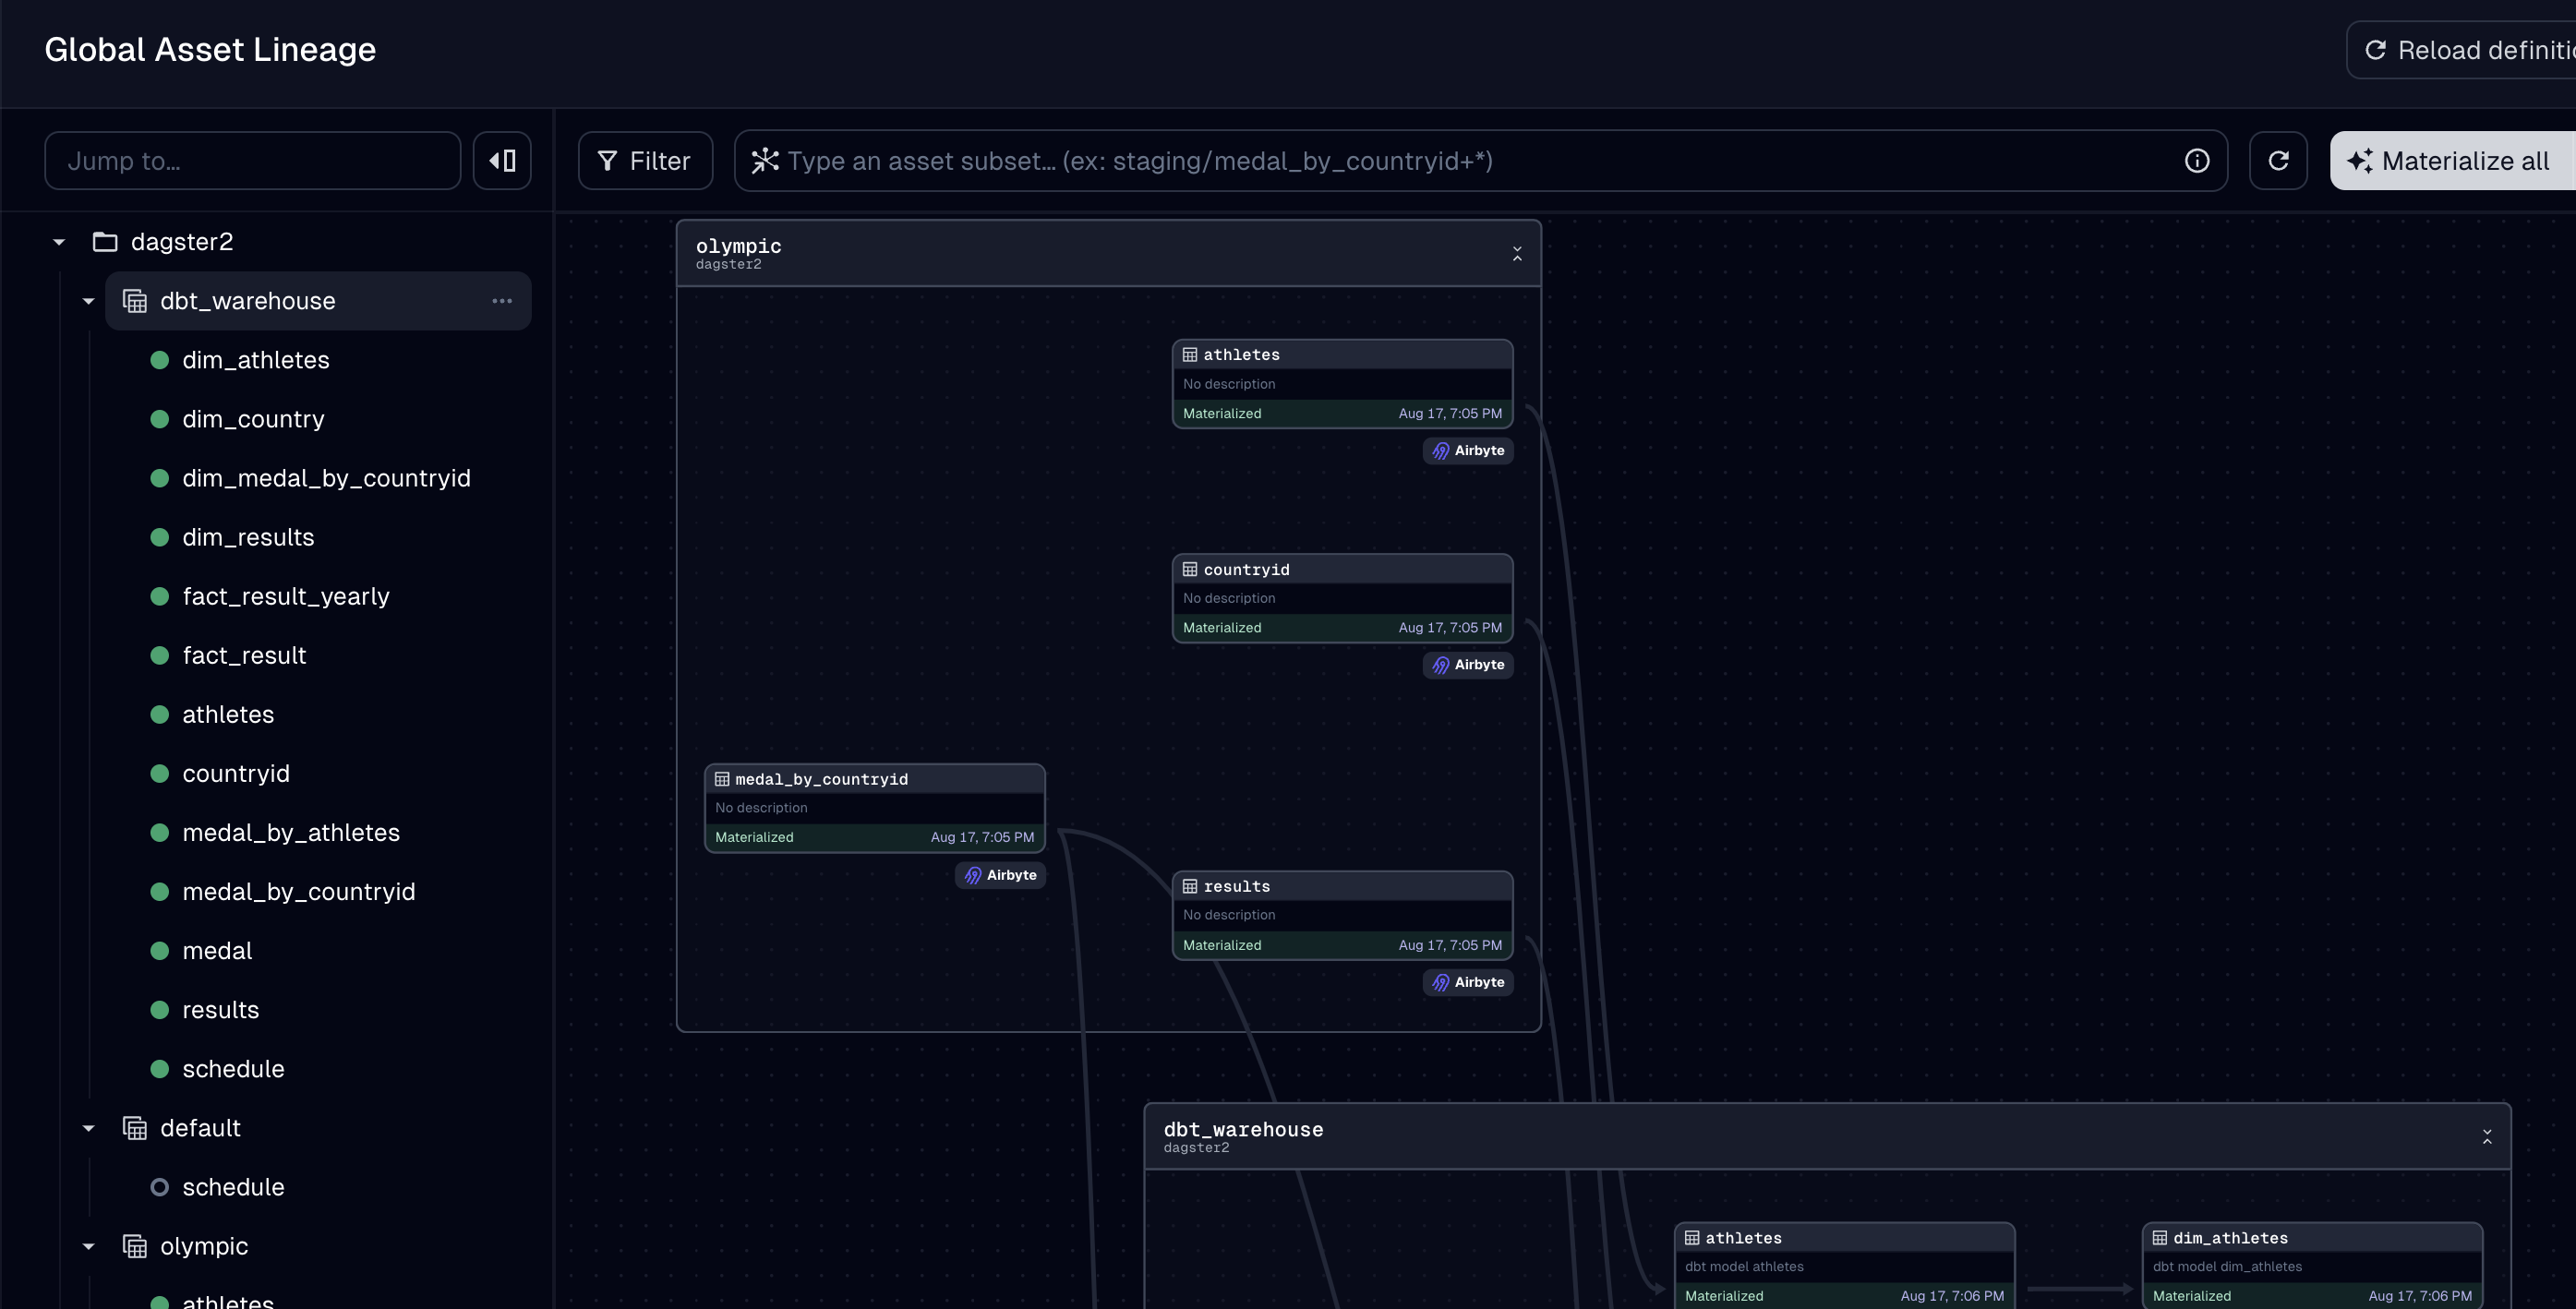 Global Asset Lineage
Reload definitio
Jump to…
Filter
Type an asset subset… (ex: staging/medal_by_countryid+*)
Materialize all
dagster2
dbt_warehouse
dim_athletes
dim_country
dim_medal_by_countryid
dim_results
fact_result_yearly
fact_result
athletes
countryid
medal_by_athletes
medal_by_countryid
medal
results
schedule
default
schedule
olympic
athletes
olympic
dagster2
athletes
No description
Materialized Aug 17, 7:05 PM
Airbyte
countryid
No description
Materialized Aug 17, 7:05 PM
Airbyte
medal_by_countryid
No description
Materialized Aug 17, 7:05 PM
Airbyte
results
No description
Materialized Aug 17, 7:05 PM
Airbyte
dbt_warehouse
dagster2
athletes
dbt model athletes
Materialized Aug 17, 7:06 PM
dim_athletes
dbt model dim_athletes
Materialized Aug 17, 7:06 PM